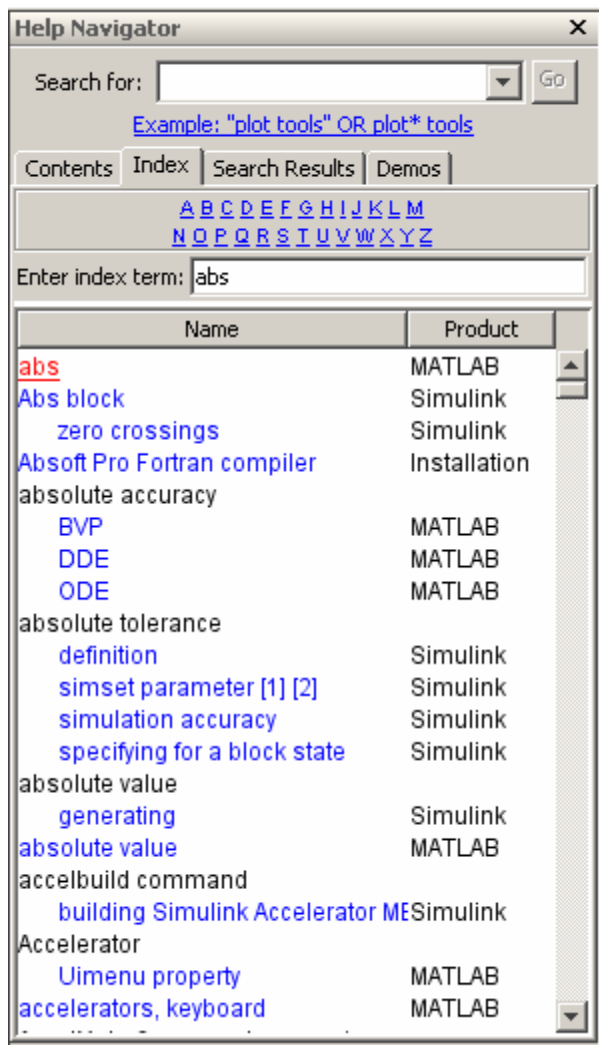 Help Navigator
Search for: Go
Example: "plot tools" OR plot* tools
Contents Index Search Results Demos
A B C D E F G H I J K L M
N O P Q R S T U V W X Y Z
Enter index term: abs
Name Product
abs MATLAB
Abs block Simulink
zero crossings Simulink
Absoft Pro Fortran compiler Installation
absolute accuracy
BVP MATLAB
DDE MATLAB
ODE MATLAB
absolute tolerance
definition Simulink
simset parameter [1] [2] Simulink
simulation accuracy Simulink
specifying for a block state Simulink
absolute value
generating Simulink
absolute value MATLAB
accelbuild command
building Simulink Accelerator ME Simulink
Accelerator
Uimenu property MATLAB
accelerators, keyboard MATLAB